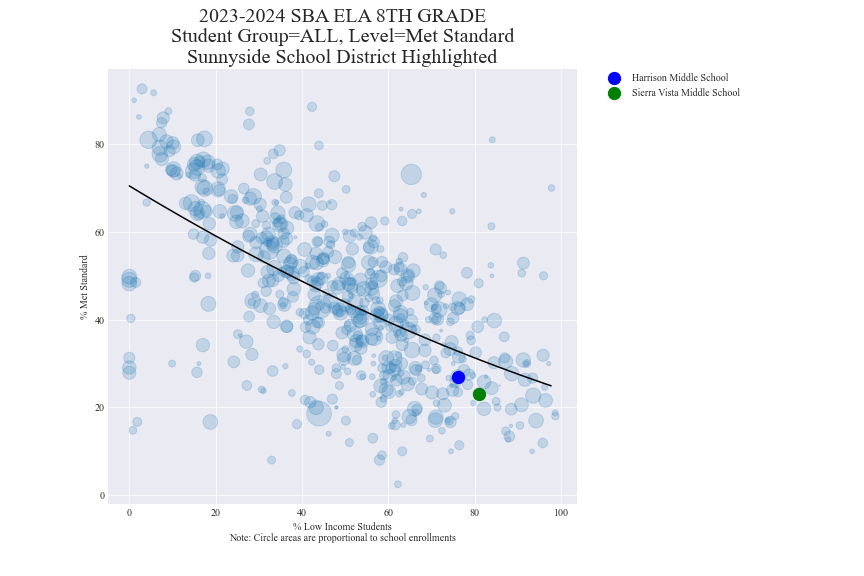 2023-2024 SBA ELA 8TH GRADE
Student Group=ALL, Level=Met Standard
Sunnyside School District Highlighted
Harrison Middle School
Sierra Vista Middle School
% Met Standard
80
60
40
20
0
0 20 40 60 80 100
% Low Income Students
Note: Circle areas are proportional to school enrollments